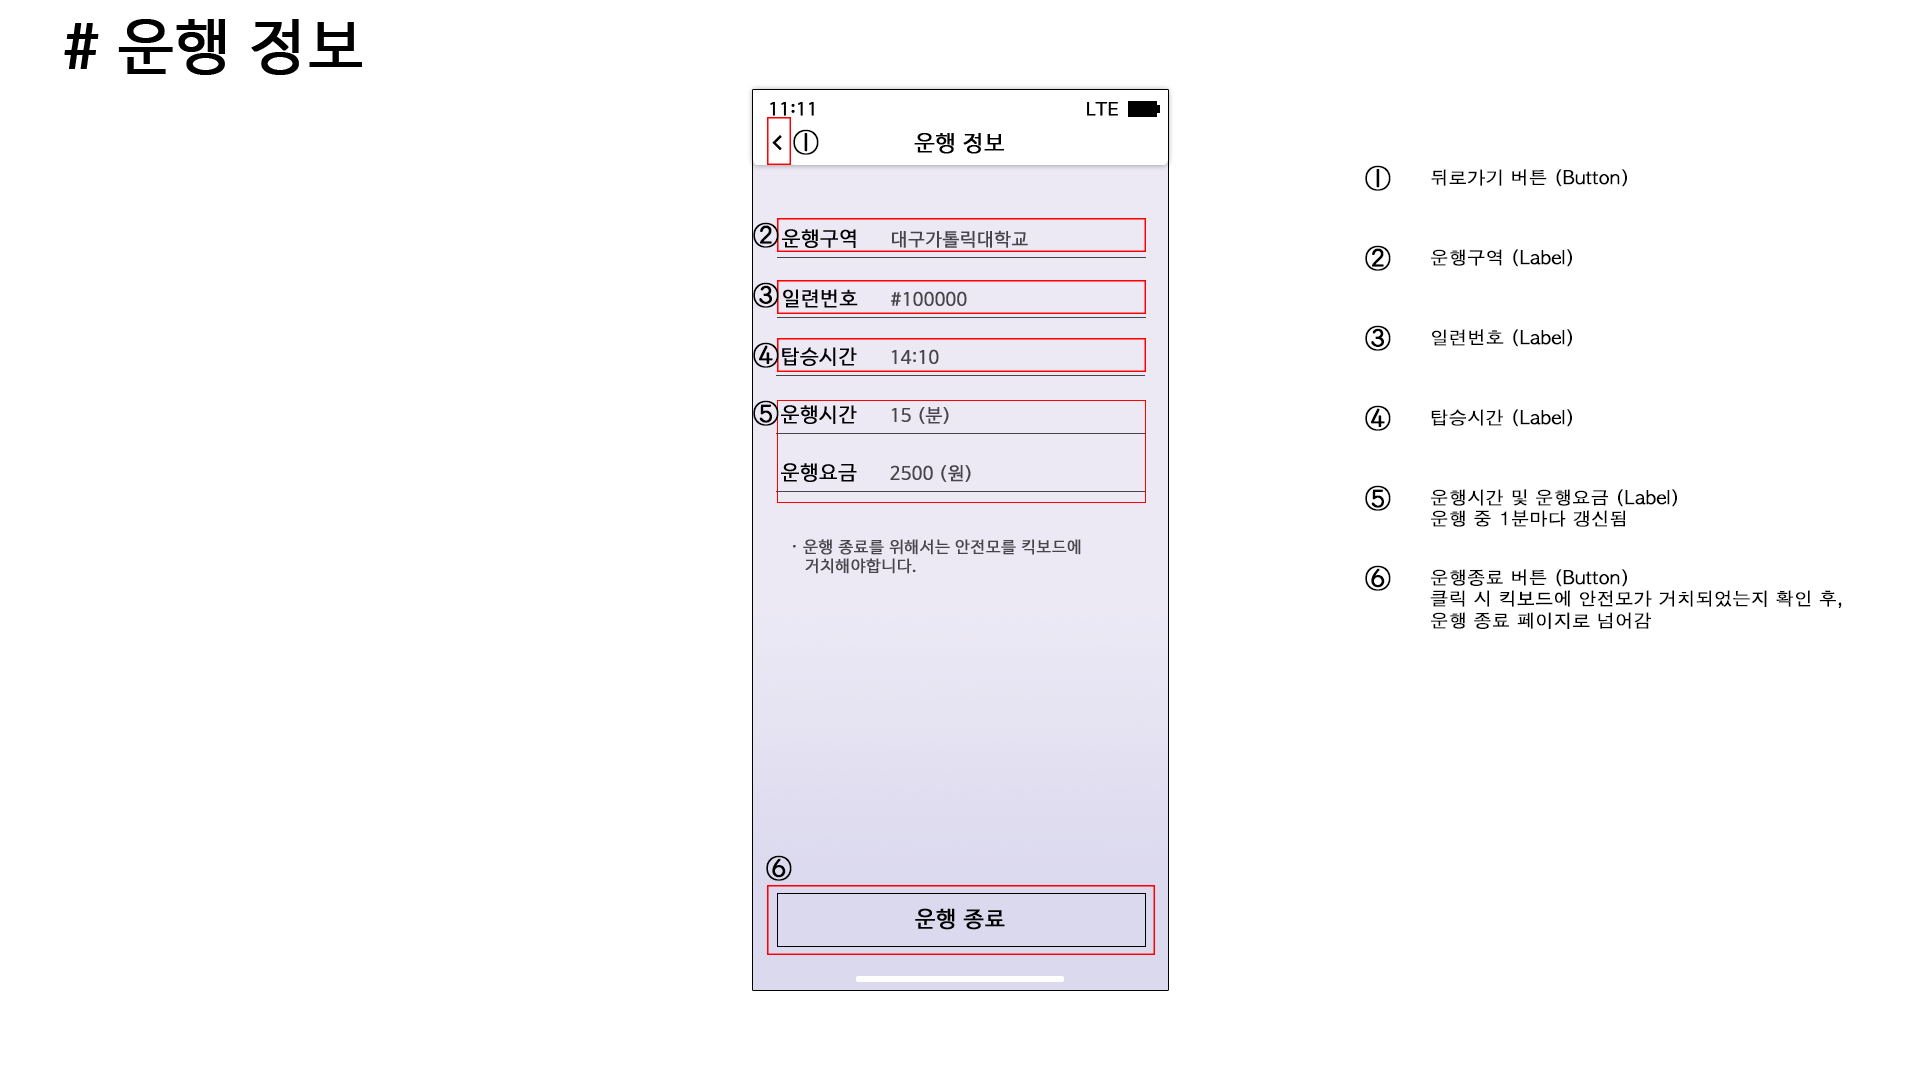 # 운행 정보
11:11 LTE
< ① 운행 정보
② 운행구역 대구가톨릭대학교
③ 일련번호 #100000
④ 탑승시간 14:10
⑤ 운행시간 15 (분)
운행요금 2500 (원)
· 운행 종료를 위해서는 안전모를 킥보드에
거치해야합니다.
⑥
운행 종료
① 뒤로가기 버튼 (Button)
② 운행구역 (Label)
③ 일련번호 (Label)
④ 탑승시간 (Label)
⑤ 운행시간 및 운행요금 (Label)
운행 중 1분마다 갱신됨
⑥ 운행종료 버튼 (Button)
클릭 시 킥보드에 안전모가 거치되었는지 확인 후,
운행 종료 페이지로 넘어감